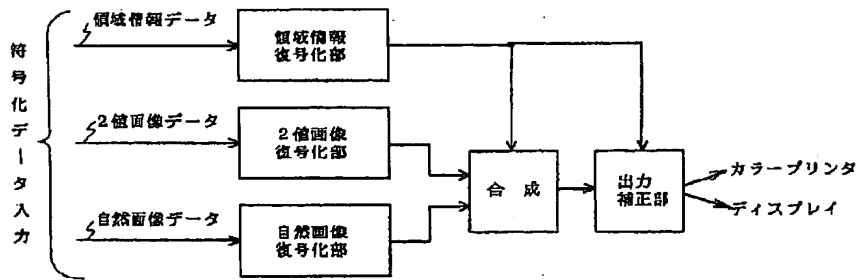 符号化データ入力
領域情報データ
領域情報
復号化部
2値画像データ
2値画像
復号化部
自然画像データ
自然画像
復号化部
合 成
出力
補正部
カラープリンタ
ディスプレイ